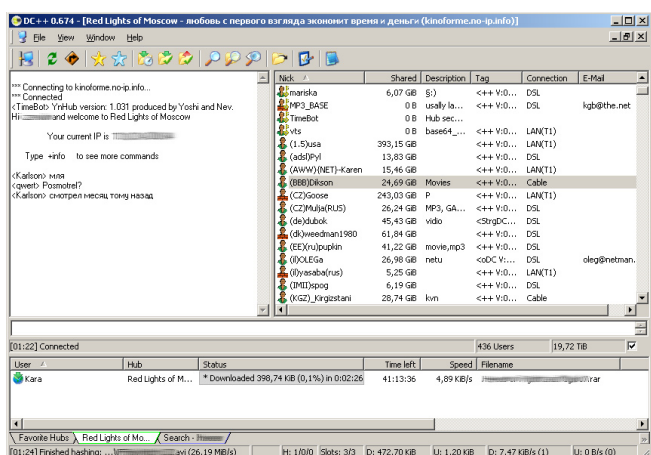 DC++ 0.674 - [Red Lights of Moscow - любовь с первого взгляда экономит время и деньги (kinoforme.no-ip.info)]
File View Window Help
*** Connecting to kinoforme.no-ip.info...
*** Connected
<TimeBot> YnHub version: 1.031 produced by Yoshi and Nev.
Hi and welcome to Red Lights of Moscow
Your current IP is
Type +info to see more commands
<Karlson> мля
<qwert> Posmotrel?
<Karlson> смотрел месяц тому назад
Nick Shared Description Tag Connection E-Mail
mariska 6,07 GiB §:) <++ V:0... DSL
MP3_BASE 0 B usally la... <++ V:0... DSL kgb@the.net
TimeBot 0 B Hub sec...
vts 0 B base64_... <++ V:0... LAN(T1)
(1.5)usa 393,15 GiB <++ V:0... LAN(T1)
(adsl)Pyl 13,83 GiB <++ V:0... DSL
(AWW){NET}-Karen 15,46 GiB <++ V:0... LAN(T1)
(BBB)Dikson 24,69 GiB Movies <++ V:0... Cable
(CZ)Goose 243,03 GiB P <++ V:0... LAN(T1)
(CZ)Mulja(RUS) 26,24 GiB MP3, GA... <++ V:0... DSL
(de)dubok 45,43 GiB vidio <StrgDC... DSL
(dk)weedman1980 61,84 GiB <++ V:0... DSL
(EE)(ru)pupkin 41,22 GiB movie,mp3 <++ V:0... DSL
(il)OLEGa 26,98 GiB netu <oDC V:... DSL oleg@netman.
(il)yasaba(rus) 5,25 GiB <++ V:0... LAN(T1)
(IMII)spog 6,19 GiB <++ V:0... DSL
(KGZ)_Kirgizstani 28,74 GiB kvn <++ V:0... Cable
[01:22] Connected 436 Users 19,72 TiB
User Hub Status Time left Speed Filename
Kara Red Lights of M... * Downloaded 398,74 KiB (0,1%) in 0:02:26 41:13:36 4,89 KiB/s .rar
Favorite Hubs Red Lights of Mo... Search -
[01:24] Finished hashing: ... .avi (26.19 MiB/s) H: 1/0/0 Slots: 3/3 D: 472.70 KiB U: 1.20 KiB D: 7.47 KiB/s (1) U: 0 B/s (0)